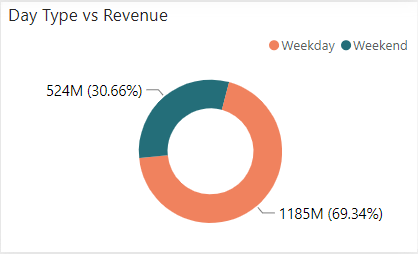 Day Type vs Revenue
Weekday Weekend
524M (30.66%)
1185M (69.34%)